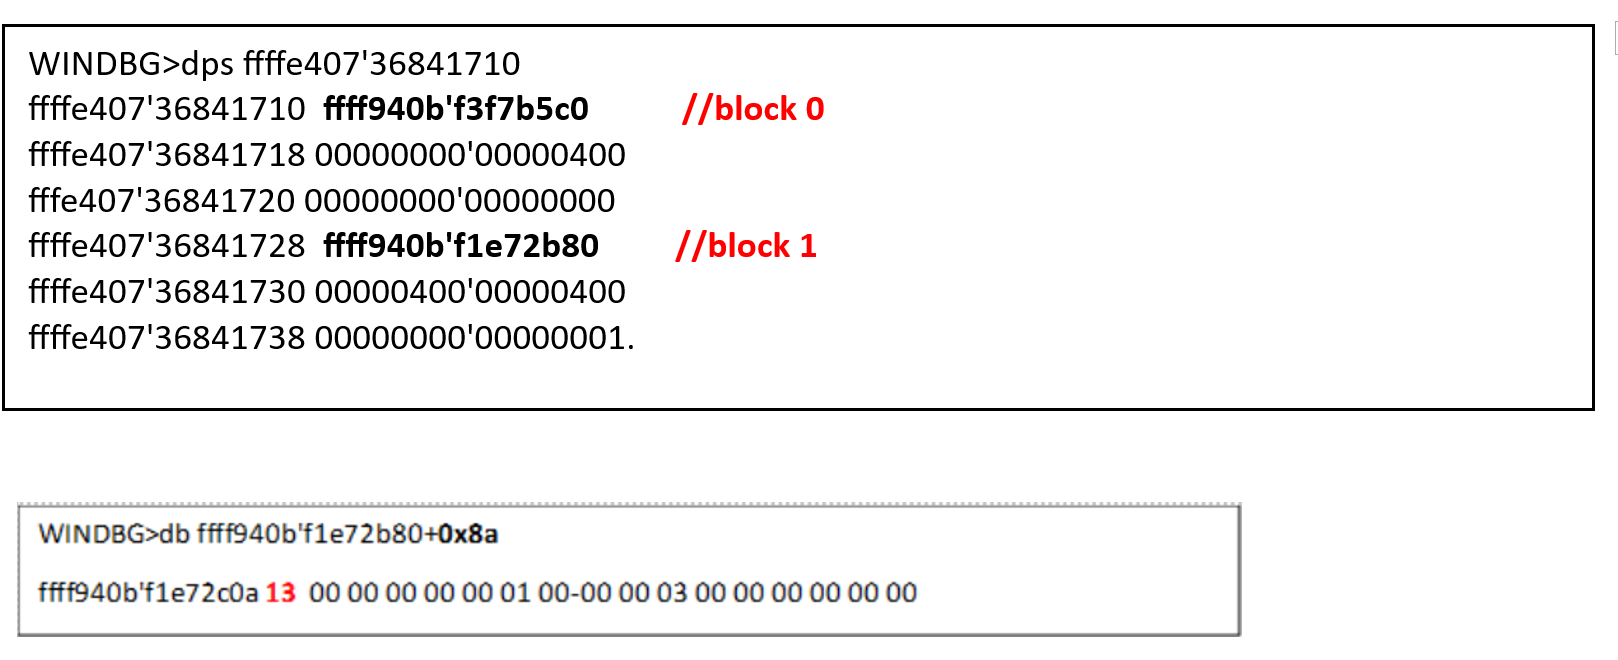 WINDBG>dps ffffe407'36841710
ffffe407'36841710 ffff940b'f3f7b5c0 //block 0
ffffe407'36841718 00000000'00000400
fffe407'36841720 00000000'00000000
ffffe407'36841728 ffff940b'f1e72b80 //block 1
ffffe407'36841730 00000400'00000400
ffffe407'36841738 00000000'00000001.
WINDBG>db ffff940b'f1e72b80+0x8a
ffff940b'f1e72c0a 13 00 00 00 00 00 01 00-00 00 03 00 00 00 00 00 00